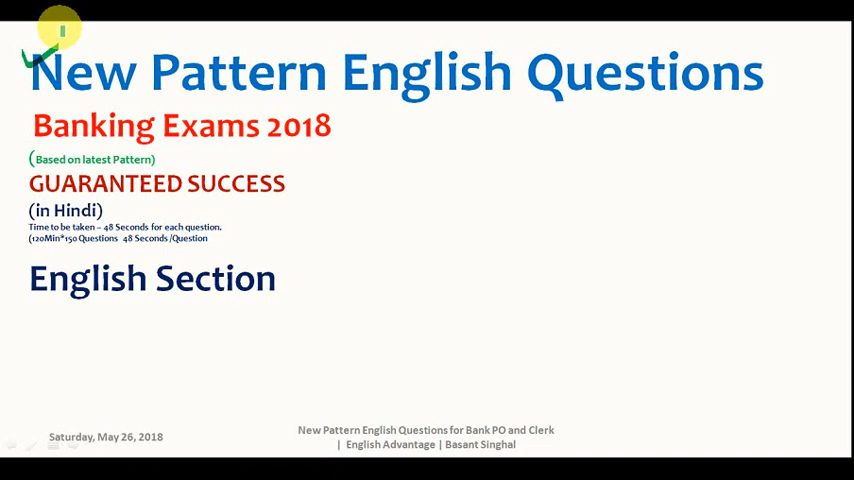 New Pattern English Questions
Banking Exams 2018
(Based on latest Pattern)
GUARANTEED SUCCESS
(in Hindi)
Time to be taken – 48 Seconds for each question.
(120Min*150 Questions 48 Seconds /Question
English Section
Saturday, May 26, 2018
New Pattern English Questions for Bank PO and Clerk
| English Advantage | Basant Singhal